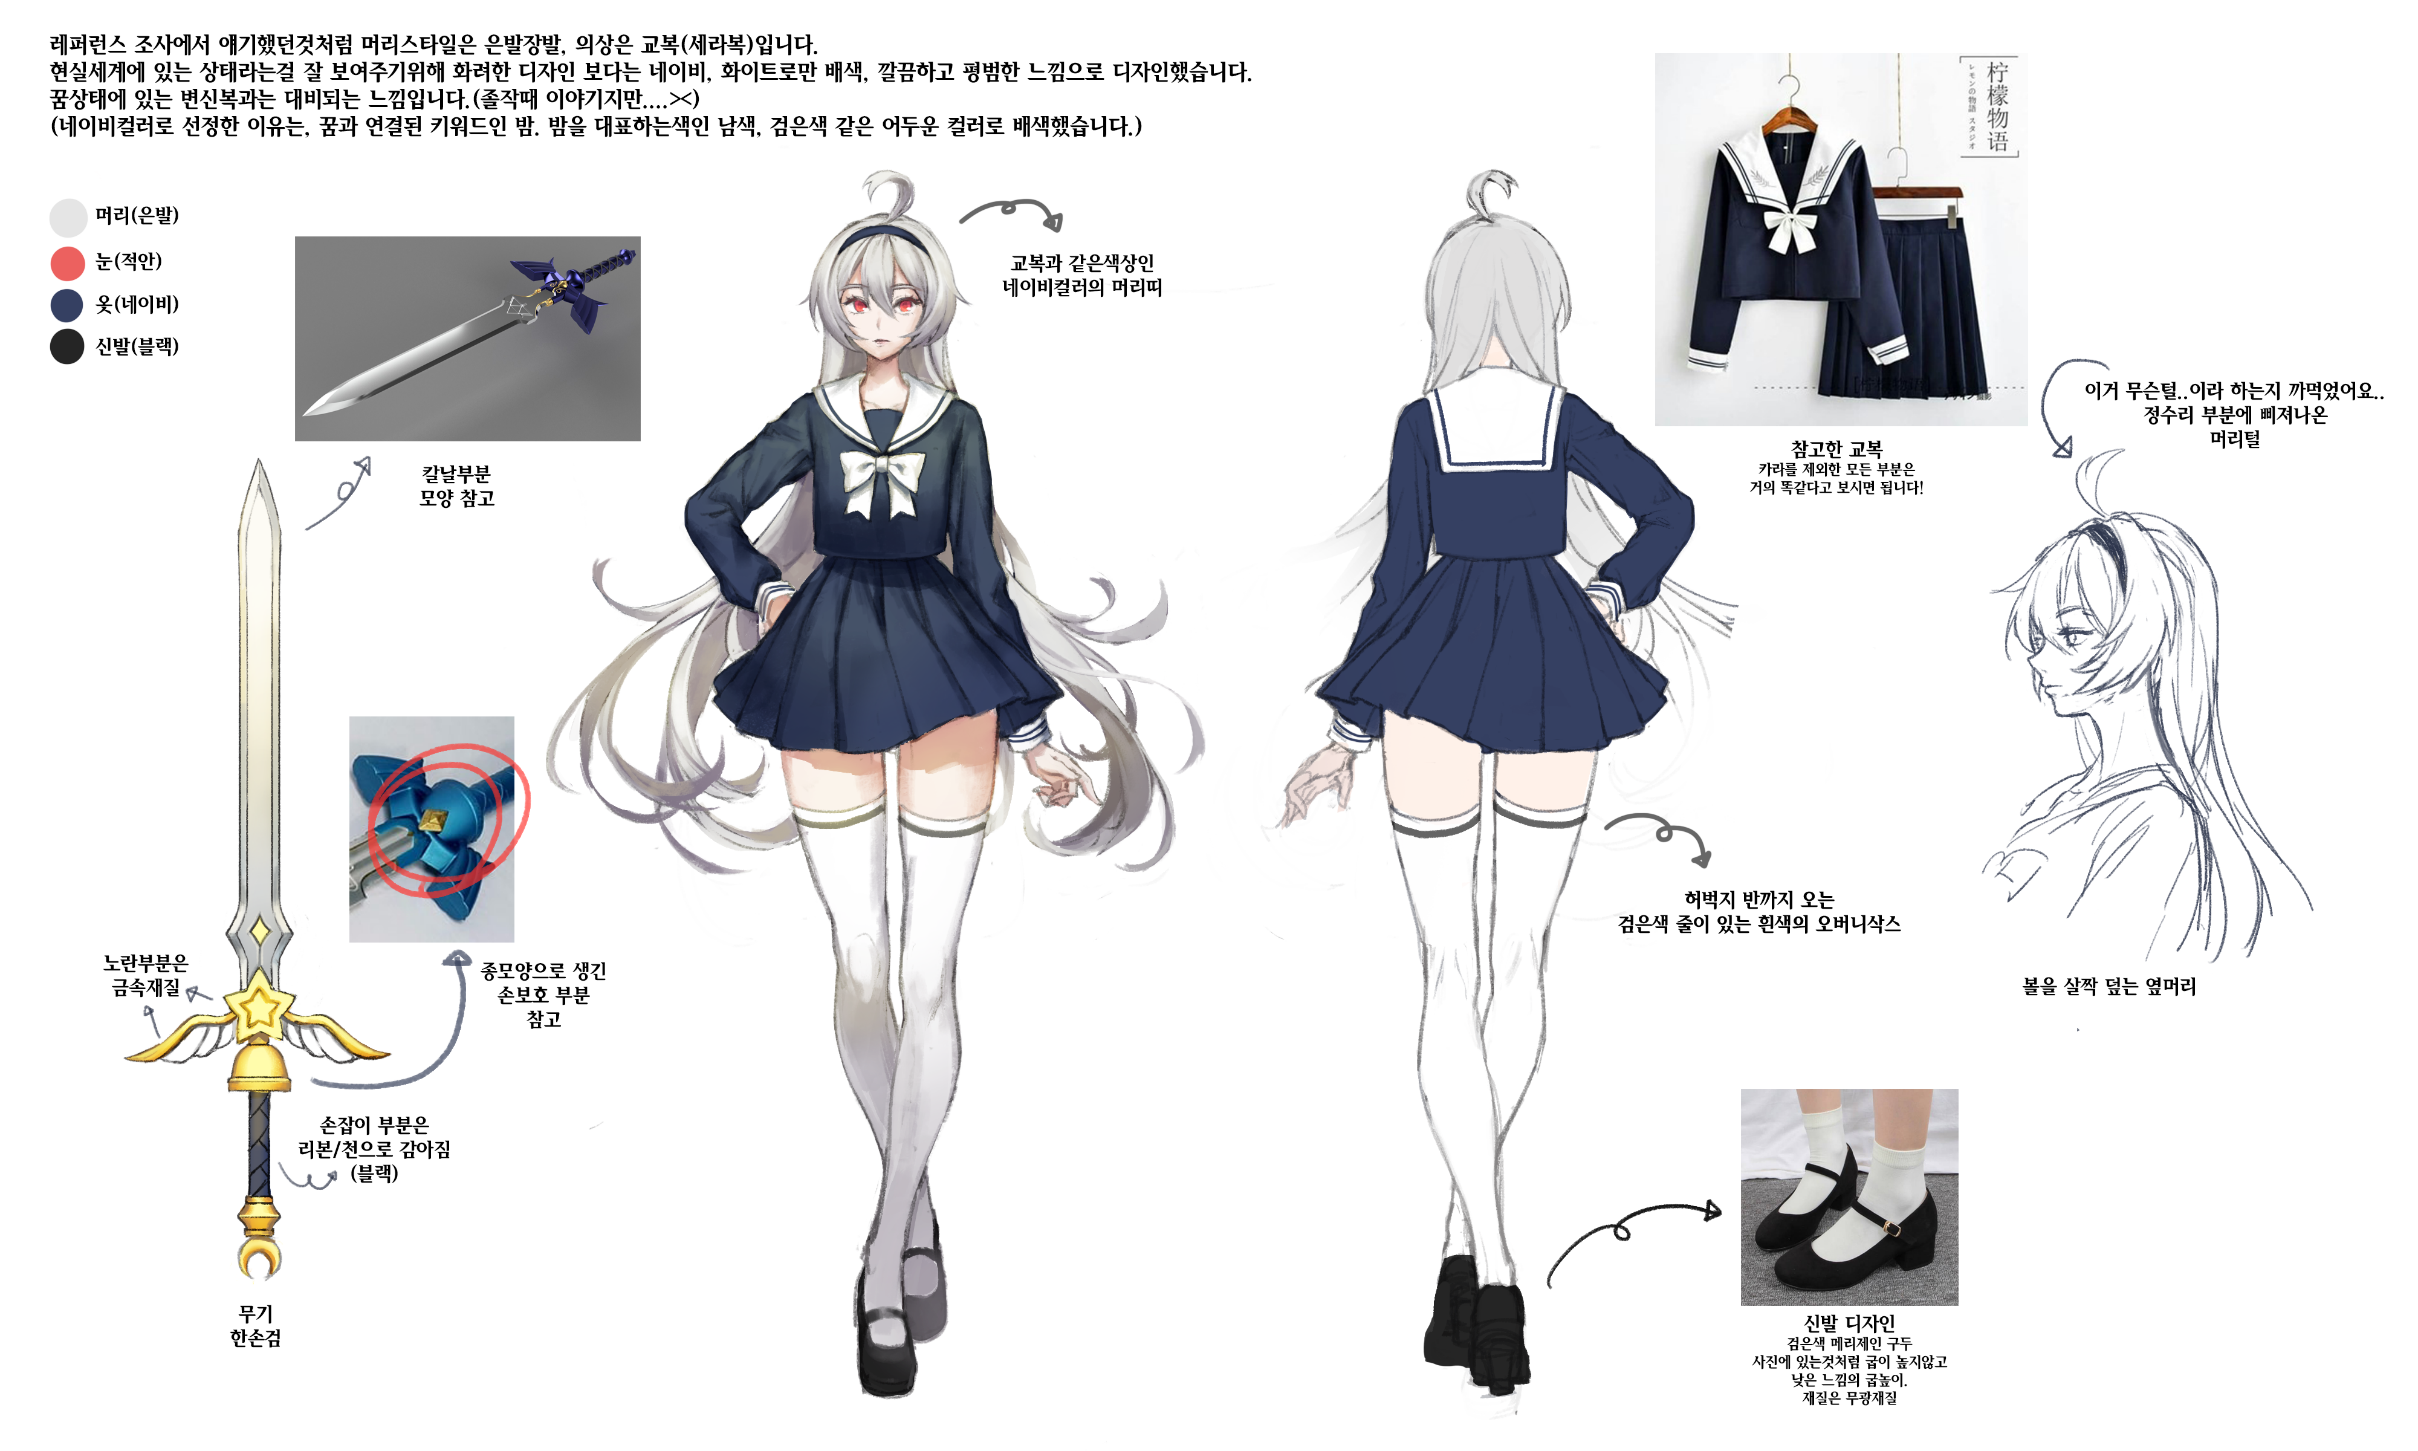 레퍼런스 조사에서 얘기했던것처럼 머리스타일은 은발장발, 의상은 교복(세라복)입니다.
현실세계에 있는 상태라는걸 잘 보여주기위해 화려한 디자인 보다는 네이비, 화이트로만 배색, 깔끔하고 평범한 느낌으로 디자인했습니다.
꿈상태에 있는 변신복과는 대비되는 느낌입니다.(졸작때 이야기지만....><)
(네이비컬러로 선정한 이유는, 꿈과 연결된 키워드인 밤. 밤을 대표하는색인 남색, 검은색 같은 어두운 컬러로 배색했습니다.)
머리(은발)
눈(적안)
옷(네이비)
신발(블랙)
칼날부분
모양 참고
노란부분은
금속재질
종모양으로 생긴
손보호 부분
참고
손잡이 부분은
리본/천으로 감아짐
(블랙)
무기
한손검
교복과 같은색상인
네이비컬러의 머리띠
柠檬物语
レモンの物語 スタジオ
참고한 교복
카라를 제외한 모든 부분은
거의 똑같다고 보시면 됩니다!
이거 무슨털..이라 하는지 까먹었어요..
정수리 부분에 삐져나온
머리털
허벅지 반까지 오는
검은색 줄이 있는 흰색의 오버니삭스
볼을 살짝 덮는 옆머리
신발 디자인
검은색 메리제인 구두
사진에 있는것처럼 굽이 높지않고
낮은 느낌의 굽높이.
재질은 무광재질